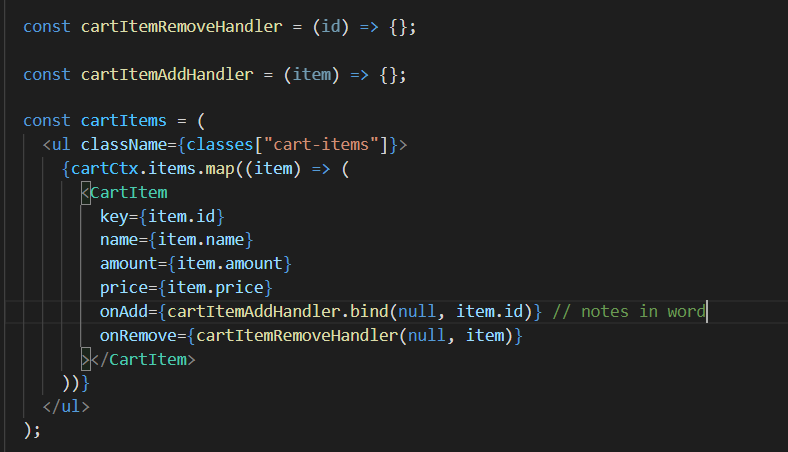 const cartItemRemoveHandler = (id) => {};
const cartItemAddHandler = (item) => {};
const cartItems = (
<ul className={classes["cart-items"]}>
{cartCtx.items.map((item) => (
<CartItem
key={item.id}
name={item.name}
amount={item.amount}
price={item.price}
onAdd={cartItemAddHandler.bind(null, item.id)} // notes in word
onRemove={cartItemRemoveHandler(null, item)}
></CartItem>
))}
</ul>
);